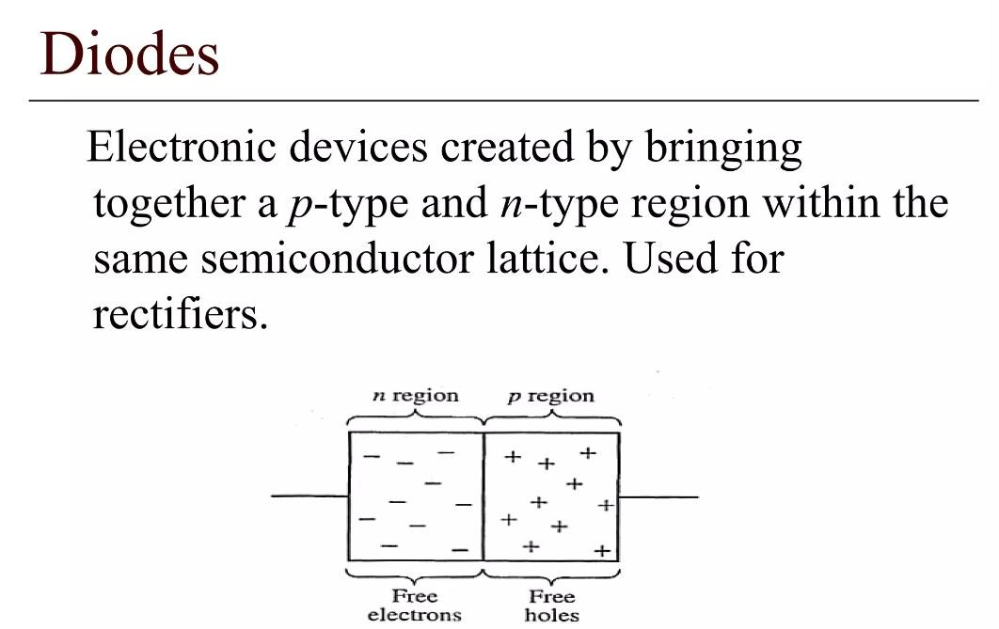 Diodes
Electronic devices created by bringing
together a p-type and n-type region within the
same semiconductor lattice. Used for
rectifiers.
n region p region
Free Free
electrons holes